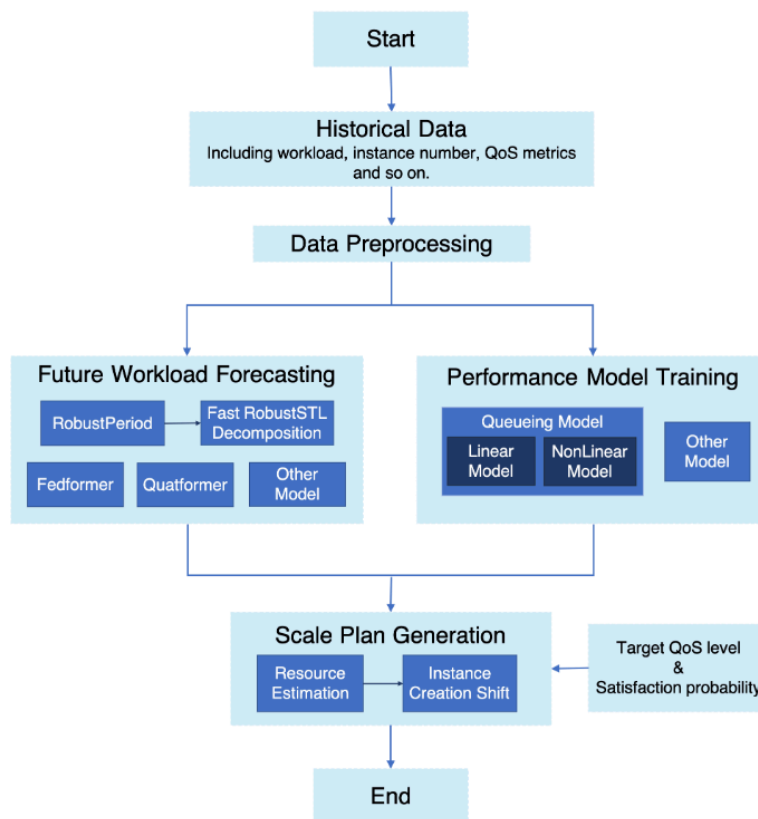 Start
Historical Data
Including workload, instance number, QoS metrics
and so on.
Data Preprocessing
Future Workload Forecasting
RobustPeriod
Fast RobustSTL
Decomposition
Fedformer
Quatformer
Other
Model
Performance Model Training
Queueing Model
Linear
Model
NonLinear
Model
Other
Model
Scale Plan Generation
Resource
Estimation
Instance
Creation Shift
Target QoS level
&
Satisfaction probability
End